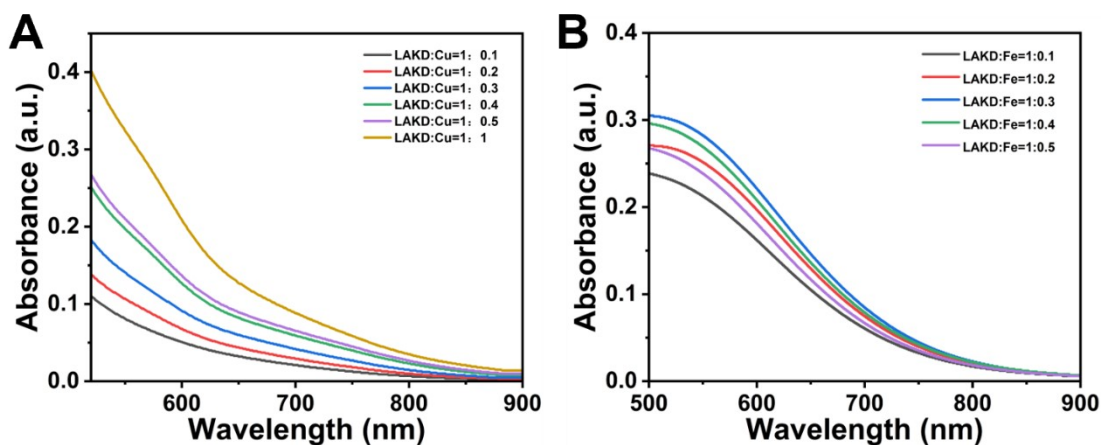 A
Absorbance (a.u.)
0.4
0.3
0.2
0.1
0.0
LAKD:Cu=1：0.1
LAKD:Cu=1：0.2
LAKD:Cu=1：0.3
LAKD:Cu=1：0.4
LAKD:Cu=1：0.5
LAKD:Cu=1：1
600
700
800
900
Wavelength (nm)
B
Absorbance (a.u.)
0.4
0.3
0.2
0.1
0.0
LAKD:Fe=1:0.1
LAKD:Fe=1:0.2
LAKD:Fe=1:0.3
LAKD:Fe=1:0.4
LAKD:Fe=1:0.5
500
600
700
800
900
Wavelength (nm)